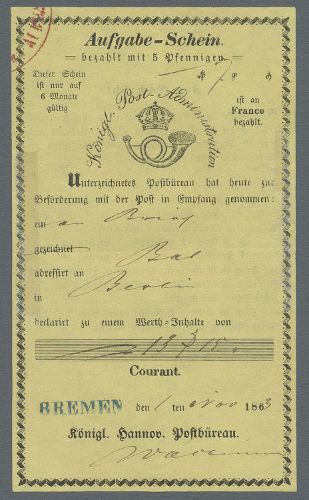 Aufgabe-Schein.
bezahlt mit 5 Pfennigen
Dieser Schein
ist nur auf
6 Monate
gültig.
ist an
Franco
bezahlt.
Königl. Post-Administration
Unterzeichnetes Postbüreau hat heute zur
Beförderung mit der Post in Empfang genommen:
ein Brief
gezeichnet
adressirt an
in Berlin
declarirt zu einem Werth-Inhalte von
Courant.
BREMEN den 1 ten Nov 1863
Königl. Hannov. Postbüreau.